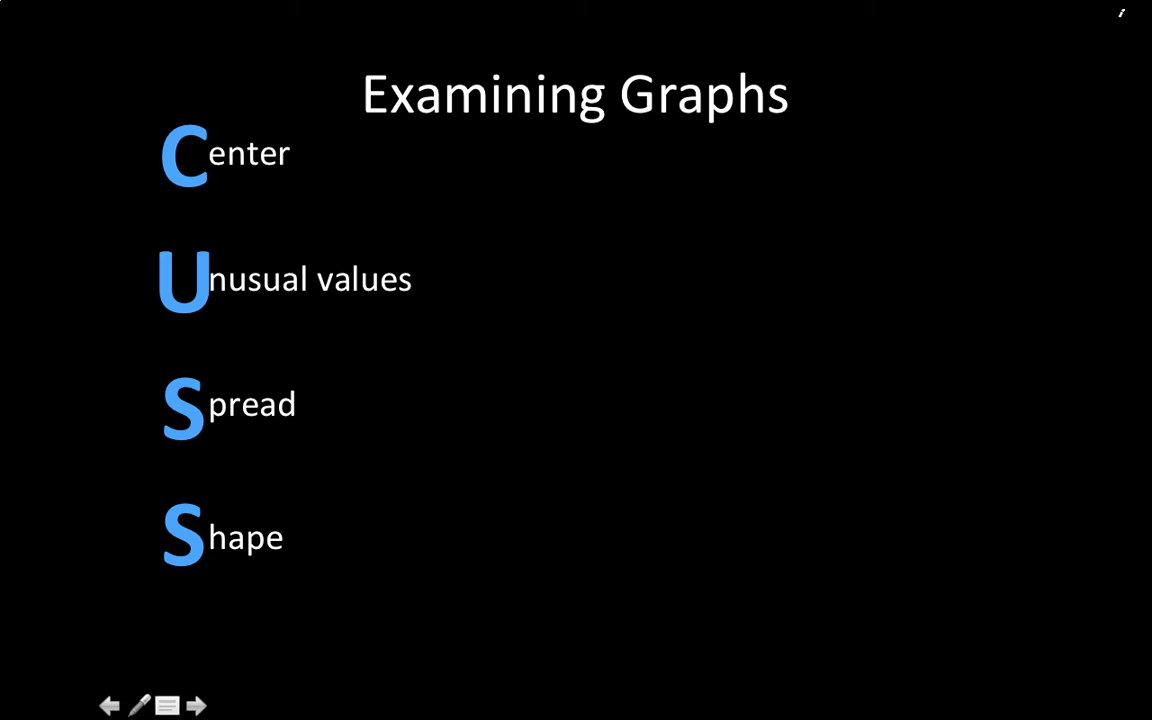 Examining Graphs
Center
Unusual values
Spread
Shape